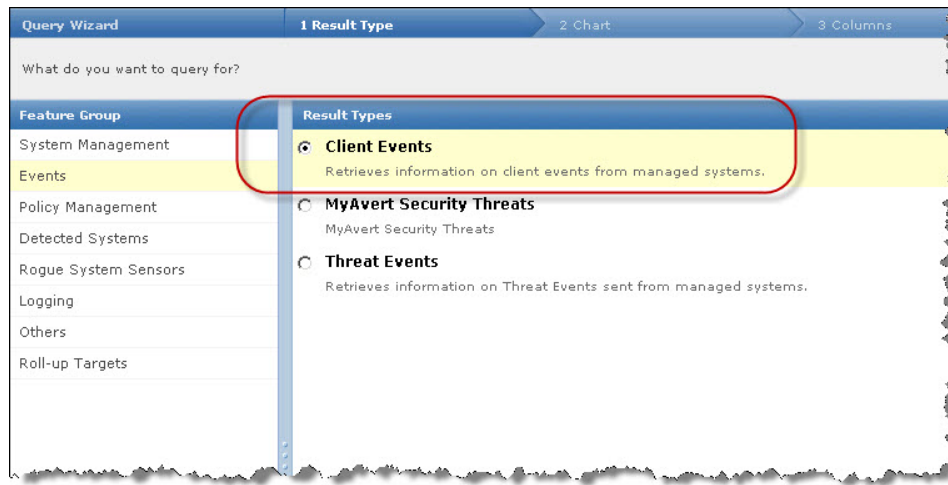 Query Wizard
1 Result Type
2 Chart
3 Columns
What do you want to query for?
Feature Group
System Management
Events
Policy Management
Detected Systems
Rogue System Sensors
Logging
Others
Roll-up Targets
Result Types
Client Events
Retrieves information on client events from managed systems.
MyAvert Security Threats
MyAvert Security Threats
Threat Events
Retrieves information on Threat Events sent from managed systems.